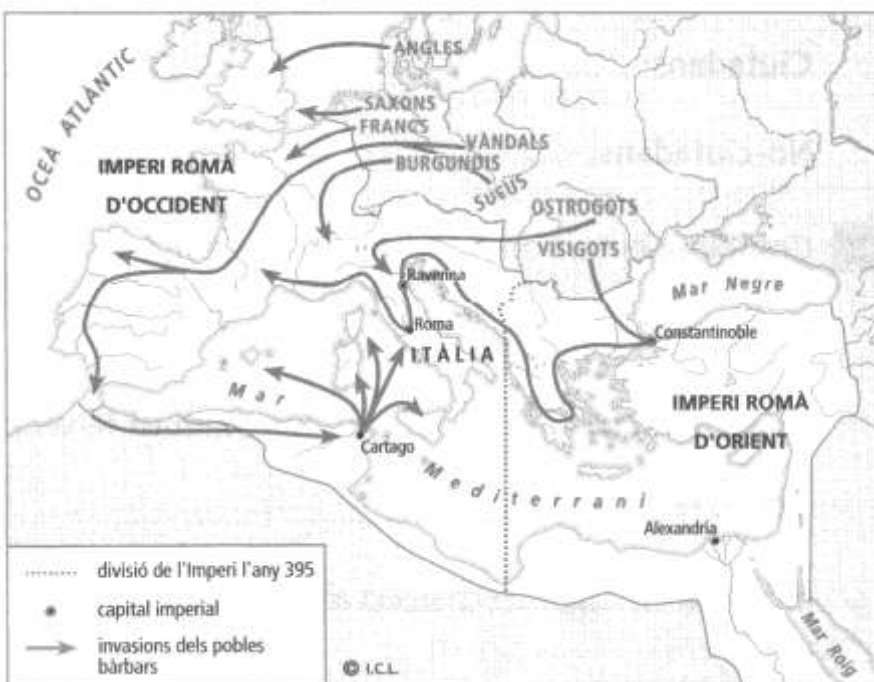 ANGLES
OCEÀ ATLÀNTIC
SAXONS
FRANCS
VÀNDALS
BURGUNDIS
SUEUS
IMPERI ROMÀ
D'OCCIDENT
OSTROGOTS
VISIGOTS
Mar Negre
Ravenna
Roma
Constantinoble
ITÀLIA
Mar
Mediterrani
IMPERI ROMÀ
D'ORIENT
Cartago
Alexandria
Mar Roig
divisió de l'Imperi l'any 395
capital imperial
invasions dels pobles
bàrbars
© I.C.L.